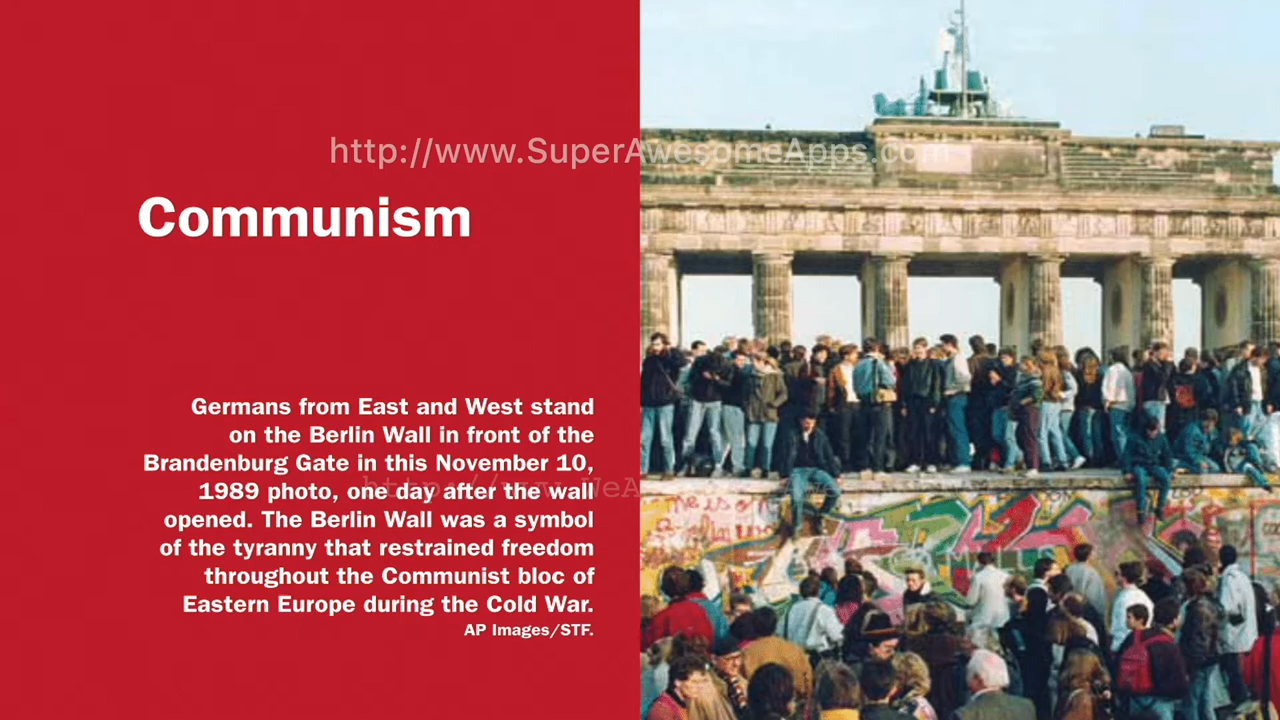 http://www.SuperAwesomeApps.com
Communism
Germans from East and West stand
on the Berlin Wall in front of the
Brandenburg Gate in this November 10,
1989 photo, one day after the wall
opened. The Berlin Wall was a symbol
of the tyranny that restrained freedom
throughout the Communist bloc of
Eastern Europe during the Cold War.
AP Images/STF.